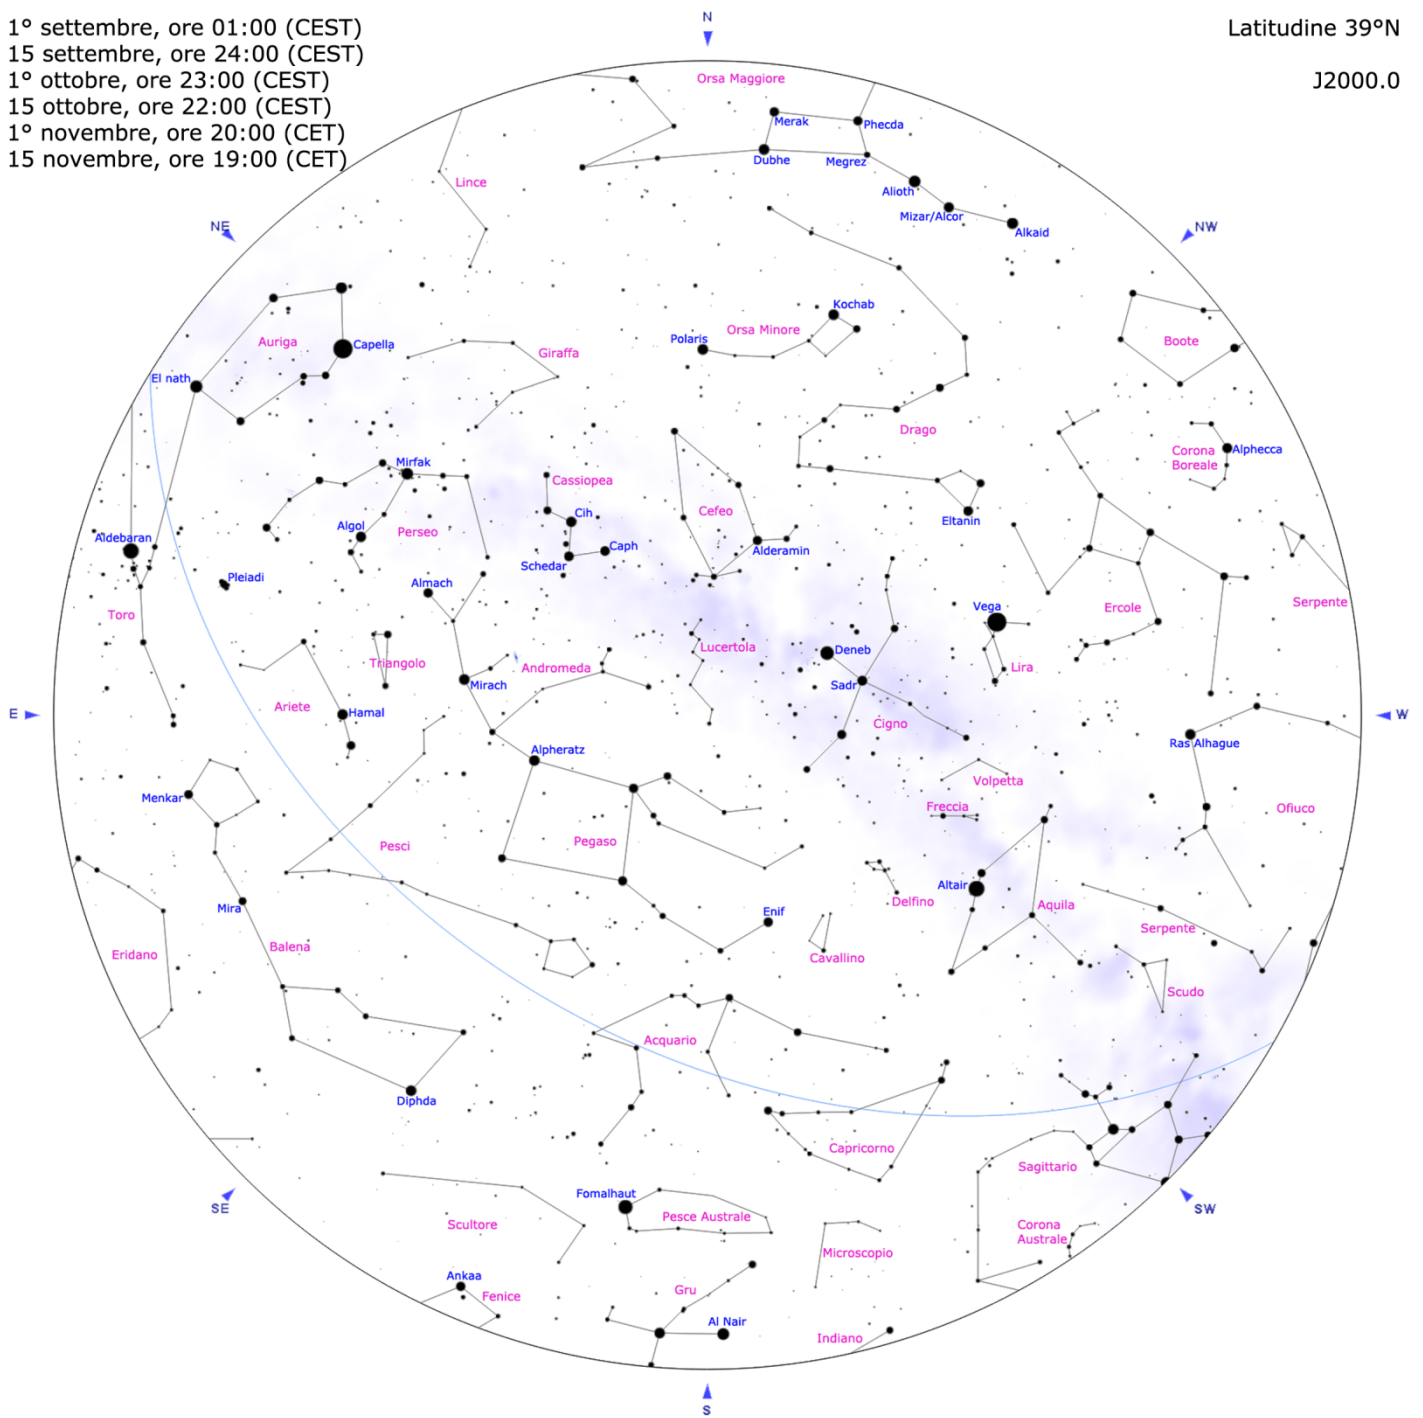 1° settembre, ore 01:00 (CEST)
15 settembre, ore 24:00 (CEST)
1° ottobre, ore 23:00 (CEST)
15 ottobre, ore 22:00 (CEST)
1° novembre, ore 20:00 (CET)
15 novembre, ore 19:00 (CET)
N
Latitudine 39°N
J2000.0
Orsa Maggiore
Merak
Phecda
Dubhe
Megrez
Lince
Alioth
Mizar/Alcor
Alkaid
NE
NW
Kochab
Orsa Minore
Polaris
Auriga
Capella
Giraffa
Boote
El nath
Drago
Corona
Boreale
Alphecca
Mirfak
Cassiopea
Cih
Cefeo
Eltanin
Algol
Perseo
Aldebaran
Caph
Alderamin
Schedar
Pleiadi
Almach
Vega
Ercole
Serpente
Toro
Lucertola
Deneb
Triangolo
Andromeda
Lira
Mirach
Sadr
Ariete
Hamal
E
Cigno
W
Alpheratz
Ras Alhague
Volpetta
Menkar
Freccia
Ofiuco
Pegaso
Pesci
Altair
Delfino
Aquila
Mira
Enif
Serpente
Balena
Eridano
Cavallino
Scudo
Acquario
Diphda
Capricorno
Sagittario
Fomalhaut
SE
SW
Scultore
Pesce Australe
Corona
Australe
Microscopio
Ankaa
Fenice
Gru
Al Nair
Indiano
S